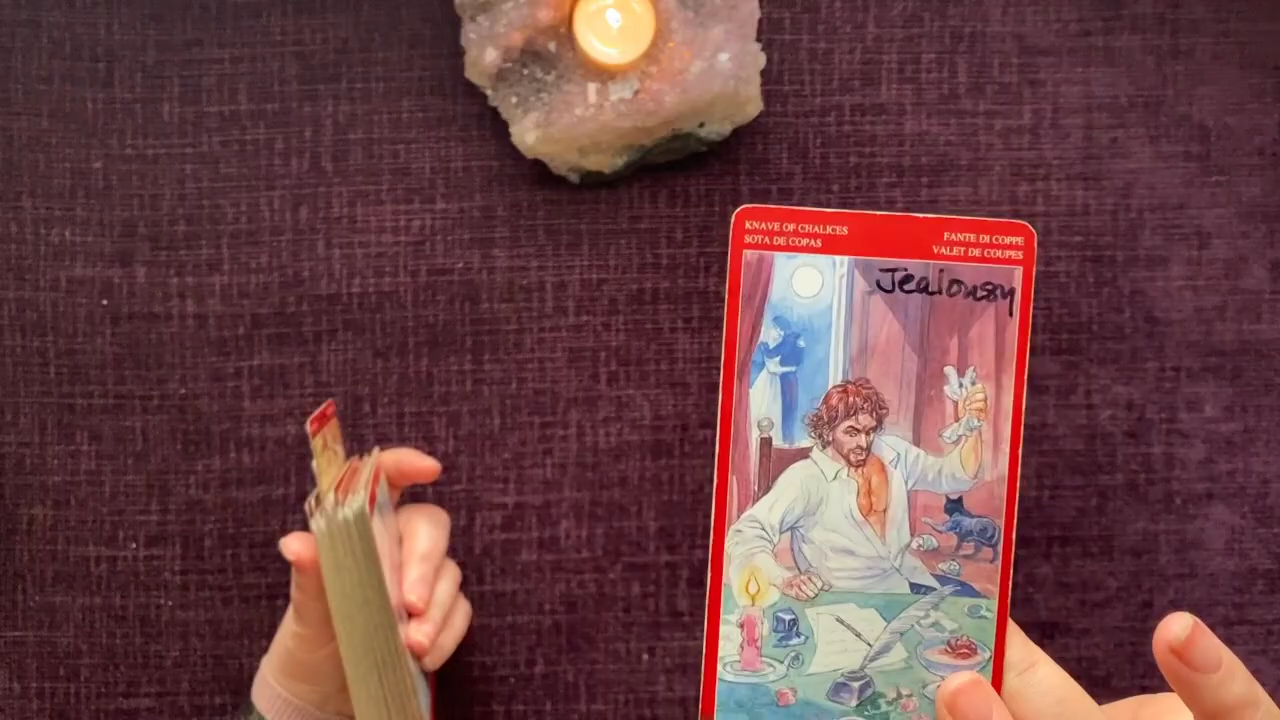 KNAVE OF CHALICES
SOTA DE COPAS
FANTE DI COPPE
VALET DE COUPES
Jealousy